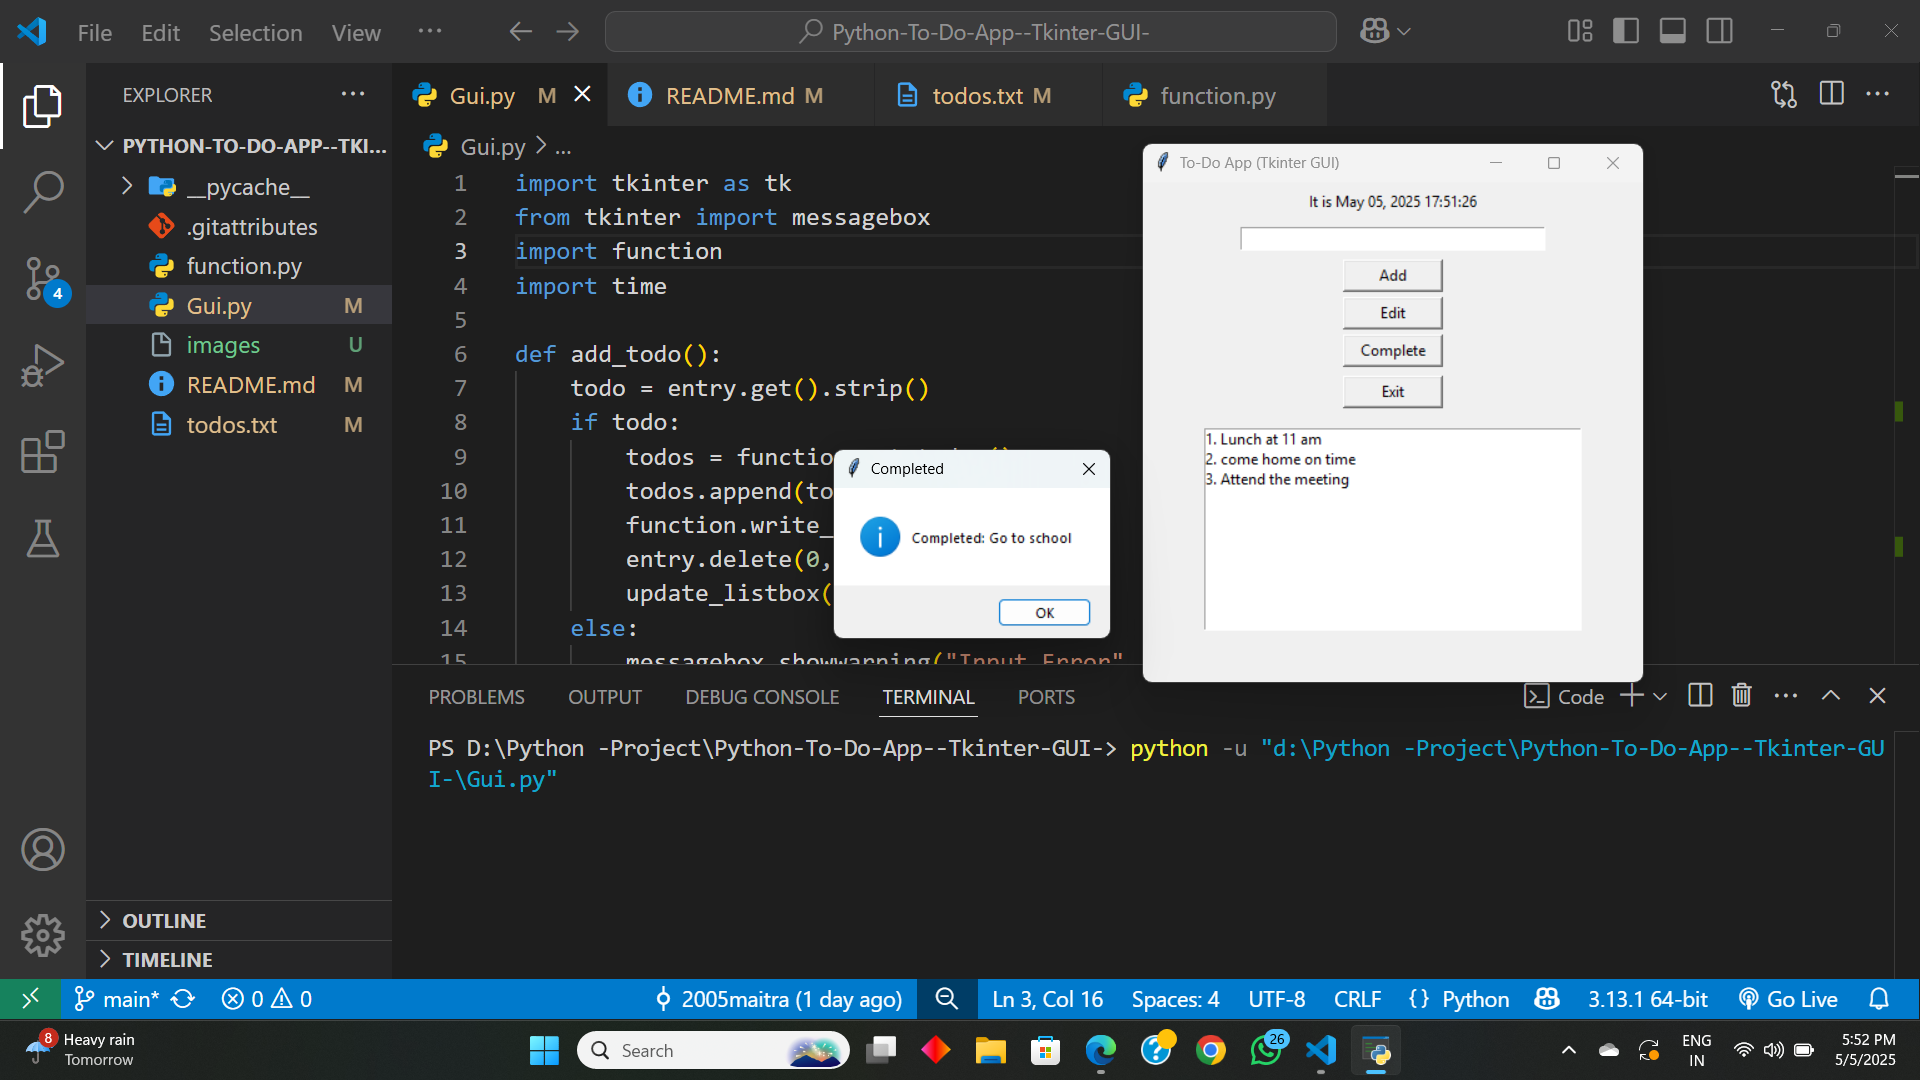 File Edit Selection View ···
Python-To-Do-App--Tkinter-GUI-
EXPLORER ···
PYTHON-TO-DO-APP--TKI...
__pycache__
.gitattributes
function.py
Gui.py M
images U
README.md M
todos.txt M
OUTLINE
TIMELINE
4
Gui.py M
README.md M
todos.txt M
function.py
Gui.py > ...
1 import tkinter as tk
2 from tkinter import messagebox
3 import function
4 import time
5
6 def add_todo():
7 todo = entry.get().strip()
8 if todo:
9 todos = functio
10 todos.append(to
11 function.write_
12 entry.delete(0,
13 update_listbox(
14 else:
15 messagebox.showwarning("Input Error"
To-Do App (Tkinter GUI)
It is May 05, 2025 17:51:26
Add
Edit
Complete
Exit
1. Lunch at 11 am
2. come home on time
3. Attend the meeting
Completed
Completed: Go to school
OK
PROBLEMS OUTPUT DEBUG CONSOLE TERMINAL PORTS
Code
PS D:\Python -Project\Python-To-Do-App--Tkinter-GUI-> python -u "d:\Python -Project\Python-To-Do-App--Tkinter-GU
I-\Gui.py"
main* 0 0 2005maitra (1 day ago) Ln 3, Col 16 Spaces: 4 UTF-8 CRLF {} Python 3.13.1 64-bit Go Live
8 Heavy rain
Tomorrow
Search
26
ENG
IN
5:52 PM
5/5/2025